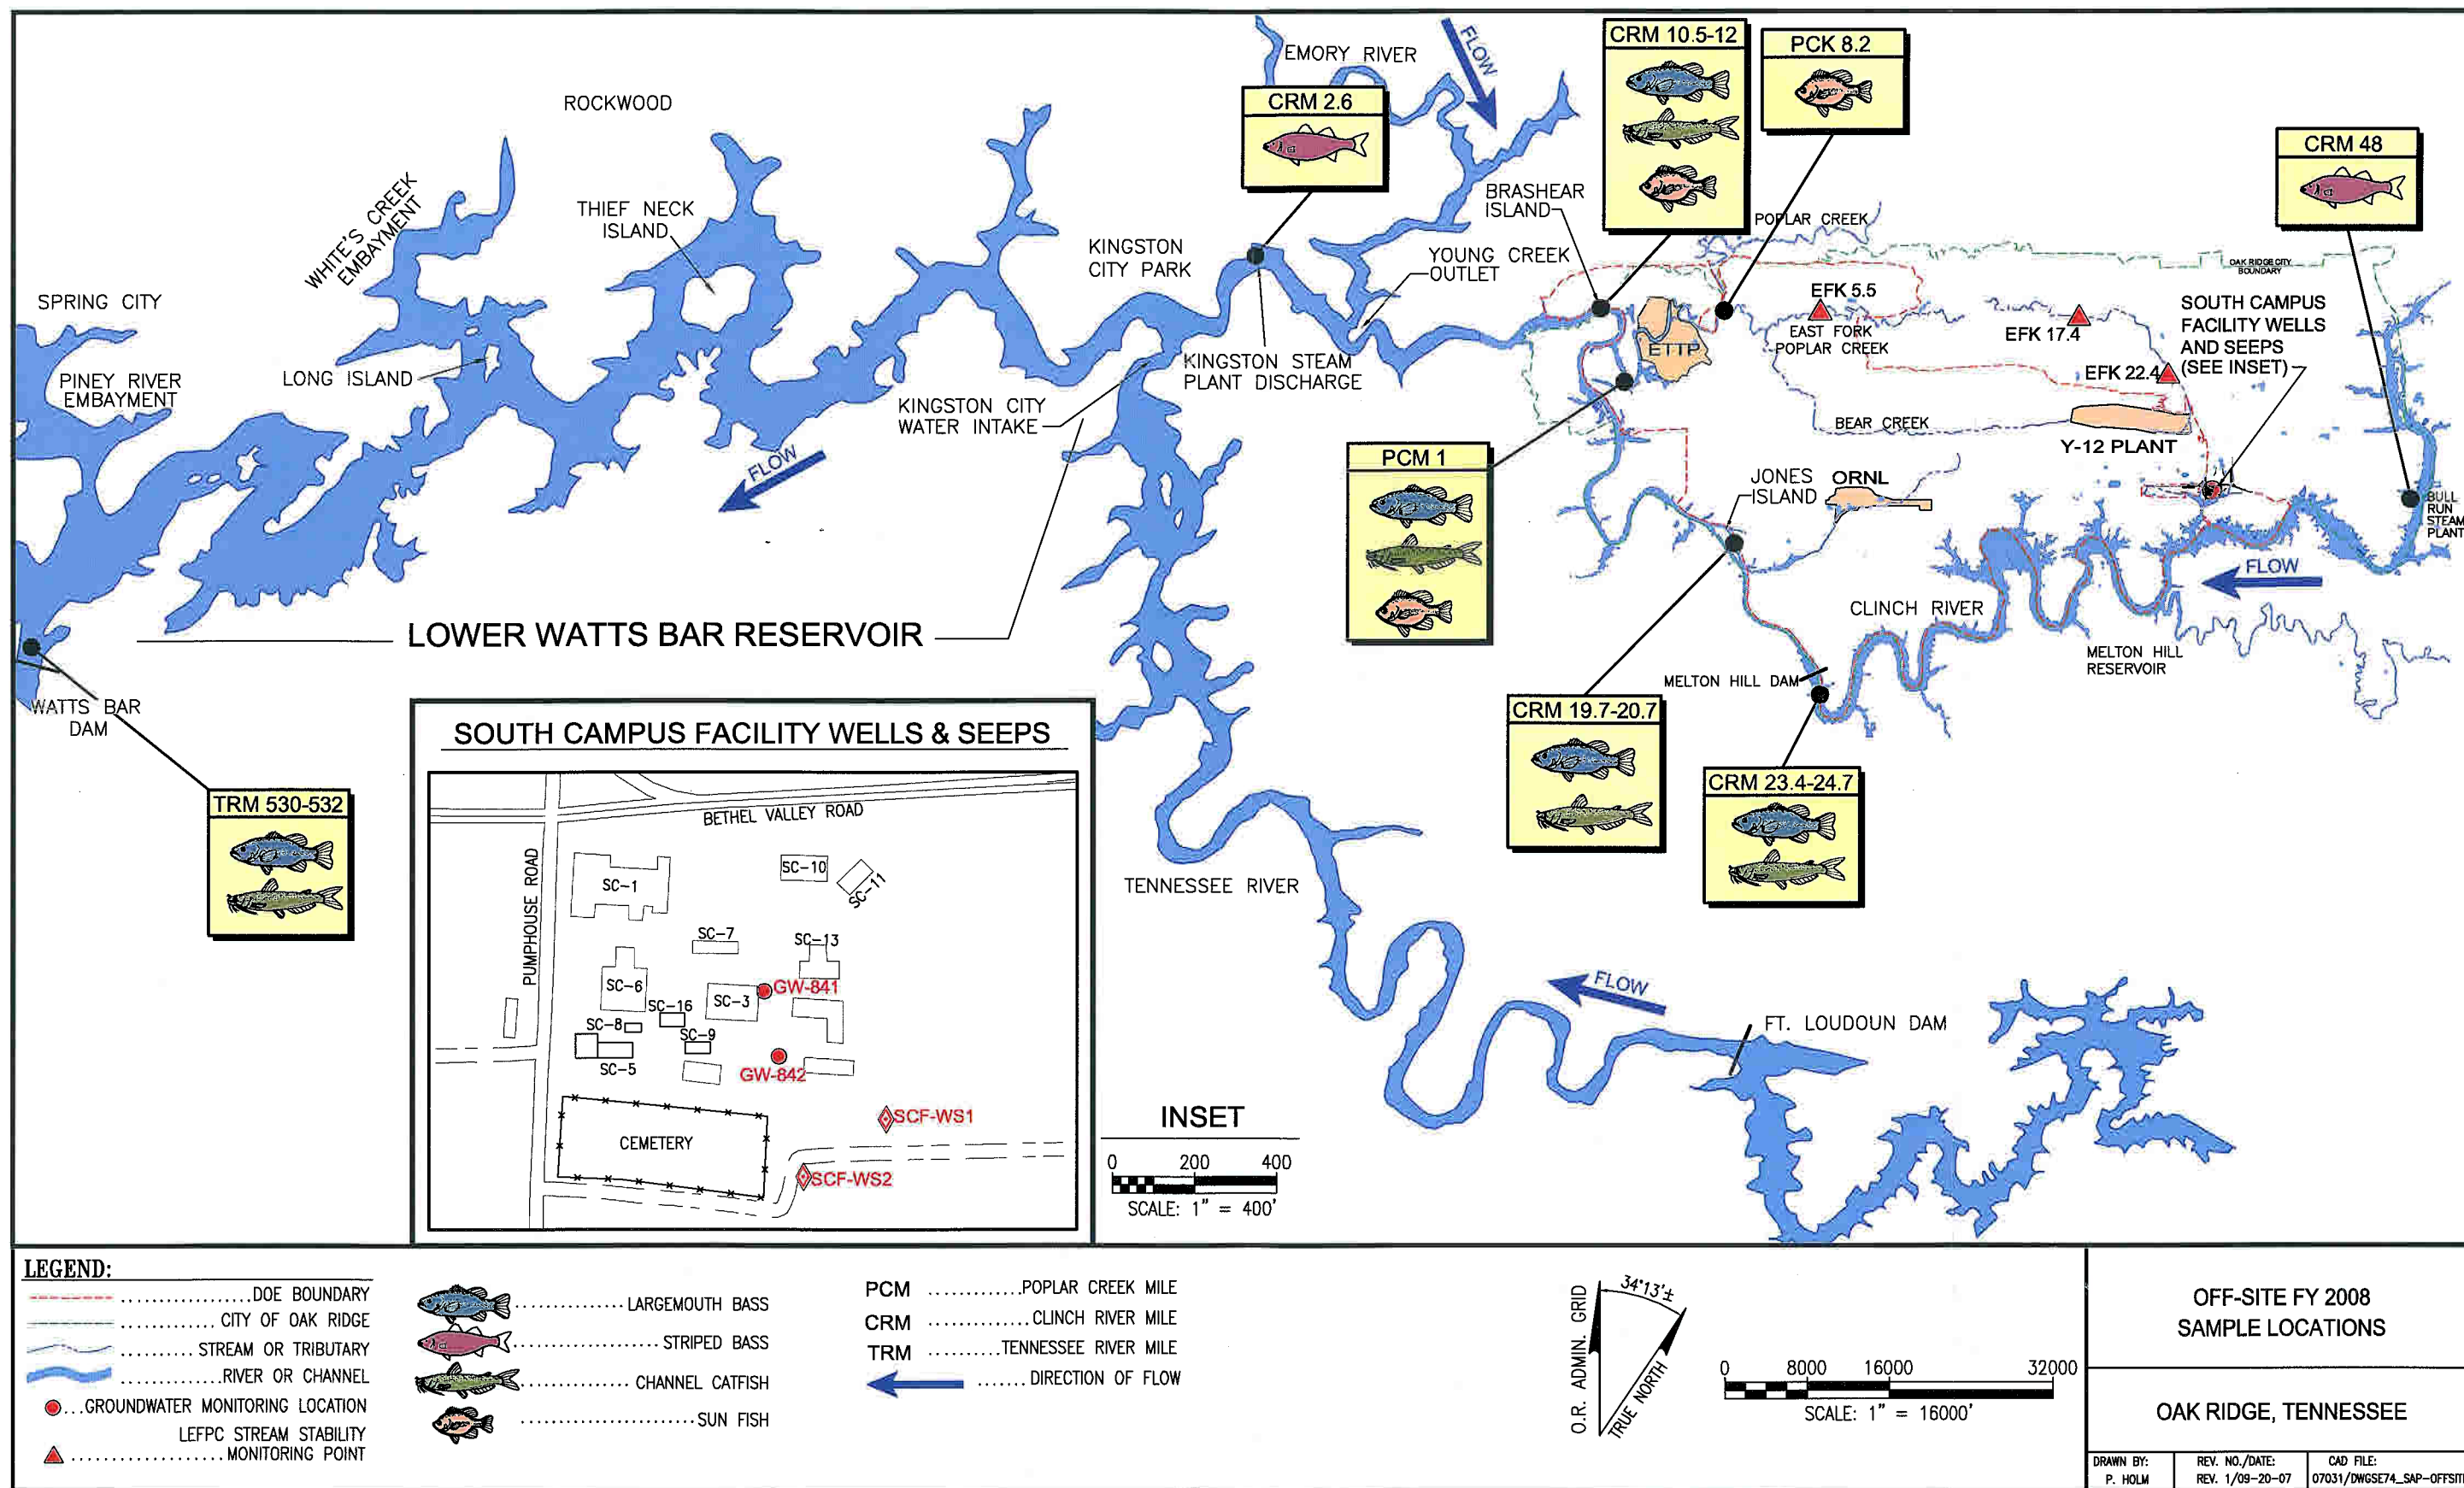 EMORY RIVER
FLOW
ROCKWOOD
CRM 2.6
CRM 10.5-12
PCK 8.2
CRM 48
WHITE'S CREEK
EMBAYMENT
THIEF NECK
ISLAND
KINGSTON
CITY PARK
BRASHEAR
ISLAND
YOUNG CREEK
OUTLET
POPLAR CREEK
OAK RIDGE CITY
BOUNDARY
SPRING CITY
PINEY RIVER
EMBAYMENT
LONG ISLAND
KINGSTON CITY
WATER INTAKE
KINGSTON STEAM
PLANT DISCHARGE
ETTP
EFK 5.5
EAST FORK
POPLAR CREEK
EFK 17.4
SOUTH CAMPUS
FACILITY WELLS
AND SEEPS
(SEE INSET)
EFK 22.4
BEAR CREEK
Y-12 PLANT
FLOW
PCM 1
JONES
ISLAND
ORNL
BULL
RUN
STEAM
PLANT
FLOW
CLINCH RIVER
MELTON HILL
RESERVOIR
MELTON HILL DAM
LOWER WATTS BAR RESERVOIR
WATTS BAR
DAM
TRM 530-532
CRM 19.7-20.7
CRM 23.4-24.7
TENNESSEE RIVER
FLOW
FT. LOUDOUN DAM
SOUTH CAMPUS FACILITY WELLS & SEEPS
BETHEL VALLEY ROAD
PUMPHOUSE ROAD
SC-1
SC-10
SC-11
SC-7
SC-13
SC-6
SC-16
SC-3
GW-841
SC-8
SC-9
SC-5
GW-842
SCF-WS1
CEMETERY
SCF-WS2
INSET
0 200 400
SCALE: 1" = 400'
LEGEND:
DOE BOUNDARY
CITY OF OAK RIDGE
STREAM OR TRIBUTARY
RIVER OR CHANNEL
GROUNDWATER MONITORING LOCATION
LEFPC STREAM STABILITY
MONITORING POINT
LARGEMOUTH BASS
STRIPED BASS
CHANNEL CATFISH
SUN FISH
PCM ............POPLAR CREEK MILE
CRM ............CLINCH RIVER MILE
TRM ..........TENNESSEE RIVER MILE
....... DIRECTION OF FLOW
O.R. ADMIN. GRID
34°13'±
TRUE NORTH
0 8000 16000 32000
SCALE: 1" = 16000'
OFF-SITE FY 2008
SAMPLE LOCATIONS
OAK RIDGE, TENNESSEE
DRAWN BY:
P. HOLM
REV. NO./DATE:
REV. 1/09-20-07
CAD FILE:
07031/DWGSE74_SAP-OFFSITE